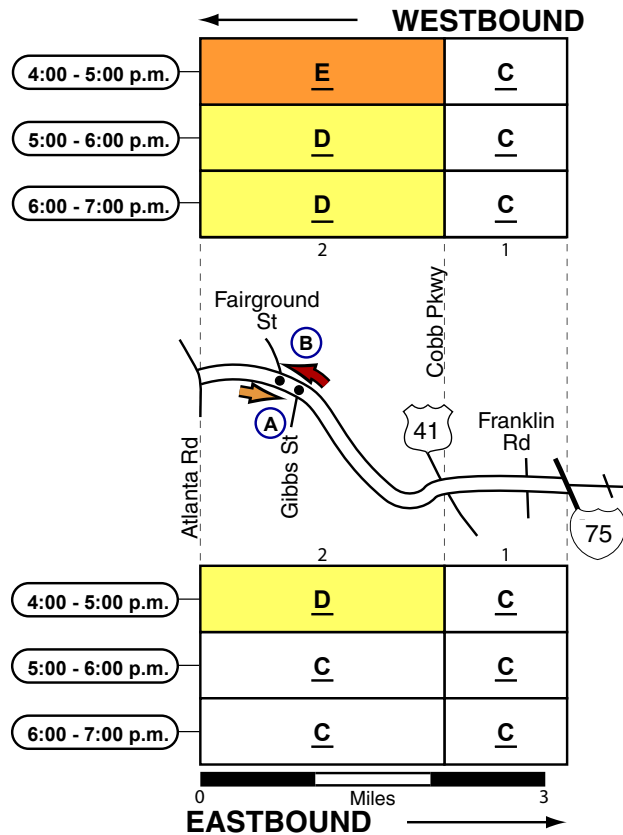 WESTBOUND
4:00 - 5:00 p.m. E C
5:00 - 6:00 p.m. D C
6:00 - 7:00 p.m. D C
2 1
Fairground
St
Cobb Pkwy
B
A
Gibbs St
Atlanta Rd
41
Franklin
Rd
75
2 1
4:00 - 5:00 p.m. D C
5:00 - 6:00 p.m. C C
6:00 - 7:00 p.m. C C
0 Miles 3
EASTBOUND